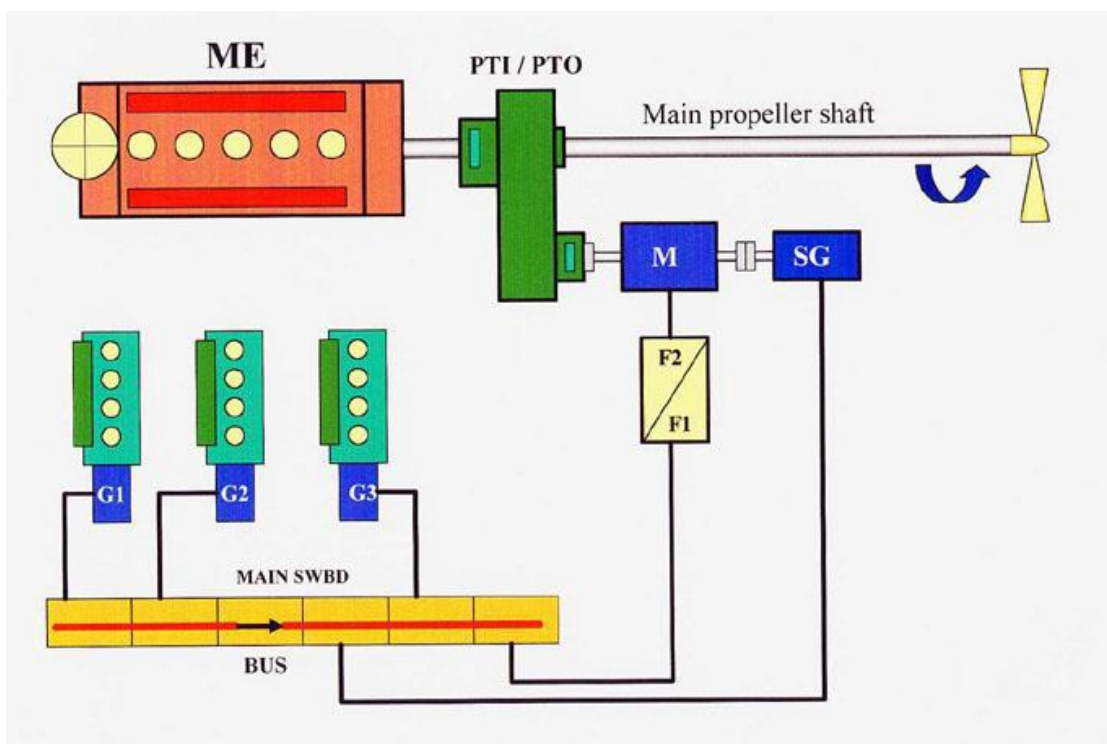 ME
PTI / PTO
Main propeller shaft
M
SG
F2
F1
G1
G2
G3
MAIN SWBD
BUS